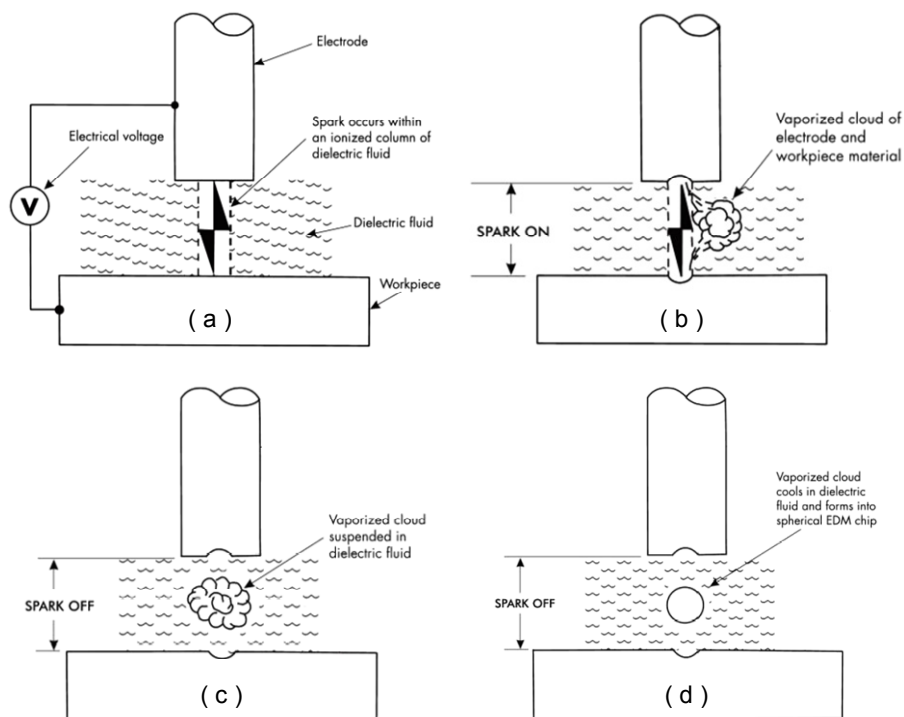 Electrode
Electrical voltage
Spark occurs within
an ionized column of
dielectric fluid
V
Dielectric fluid
Workpiece
( a )
Vaporized cloud of
electrode and
workpiece material
SPARK ON
( b )
Vaporized cloud
suspended in
dielectric fluid
SPARK OFF
( c )
Vaporized cloud
cools in dielectric
fluid and forms into
spherical EDM chip
SPARK OFF
( d )